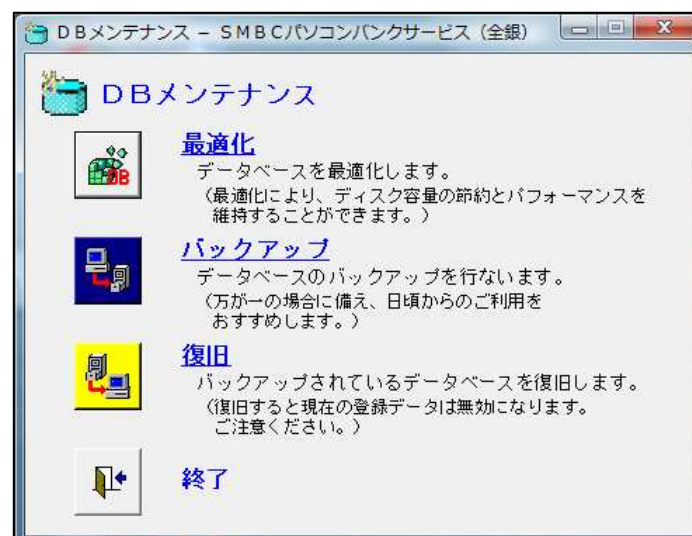 DBメンテナンス － SMBCパソコンバンクサービス（全銀）
DBメンテナンス
最適化
データベースを最適化します。
（最適化により、ディスク容量の節約とパフォーマンスを
維持することができます。）
DB
バックアップ
データベースのバックアップを行ないます。
（万が一の場合に備え、日頃からのご利用を
おすすめします。）
復旧
バックアップされているデータベースを復旧します。
（復旧すると現在の登録データは無効になります。
ご注意ください。）
終了